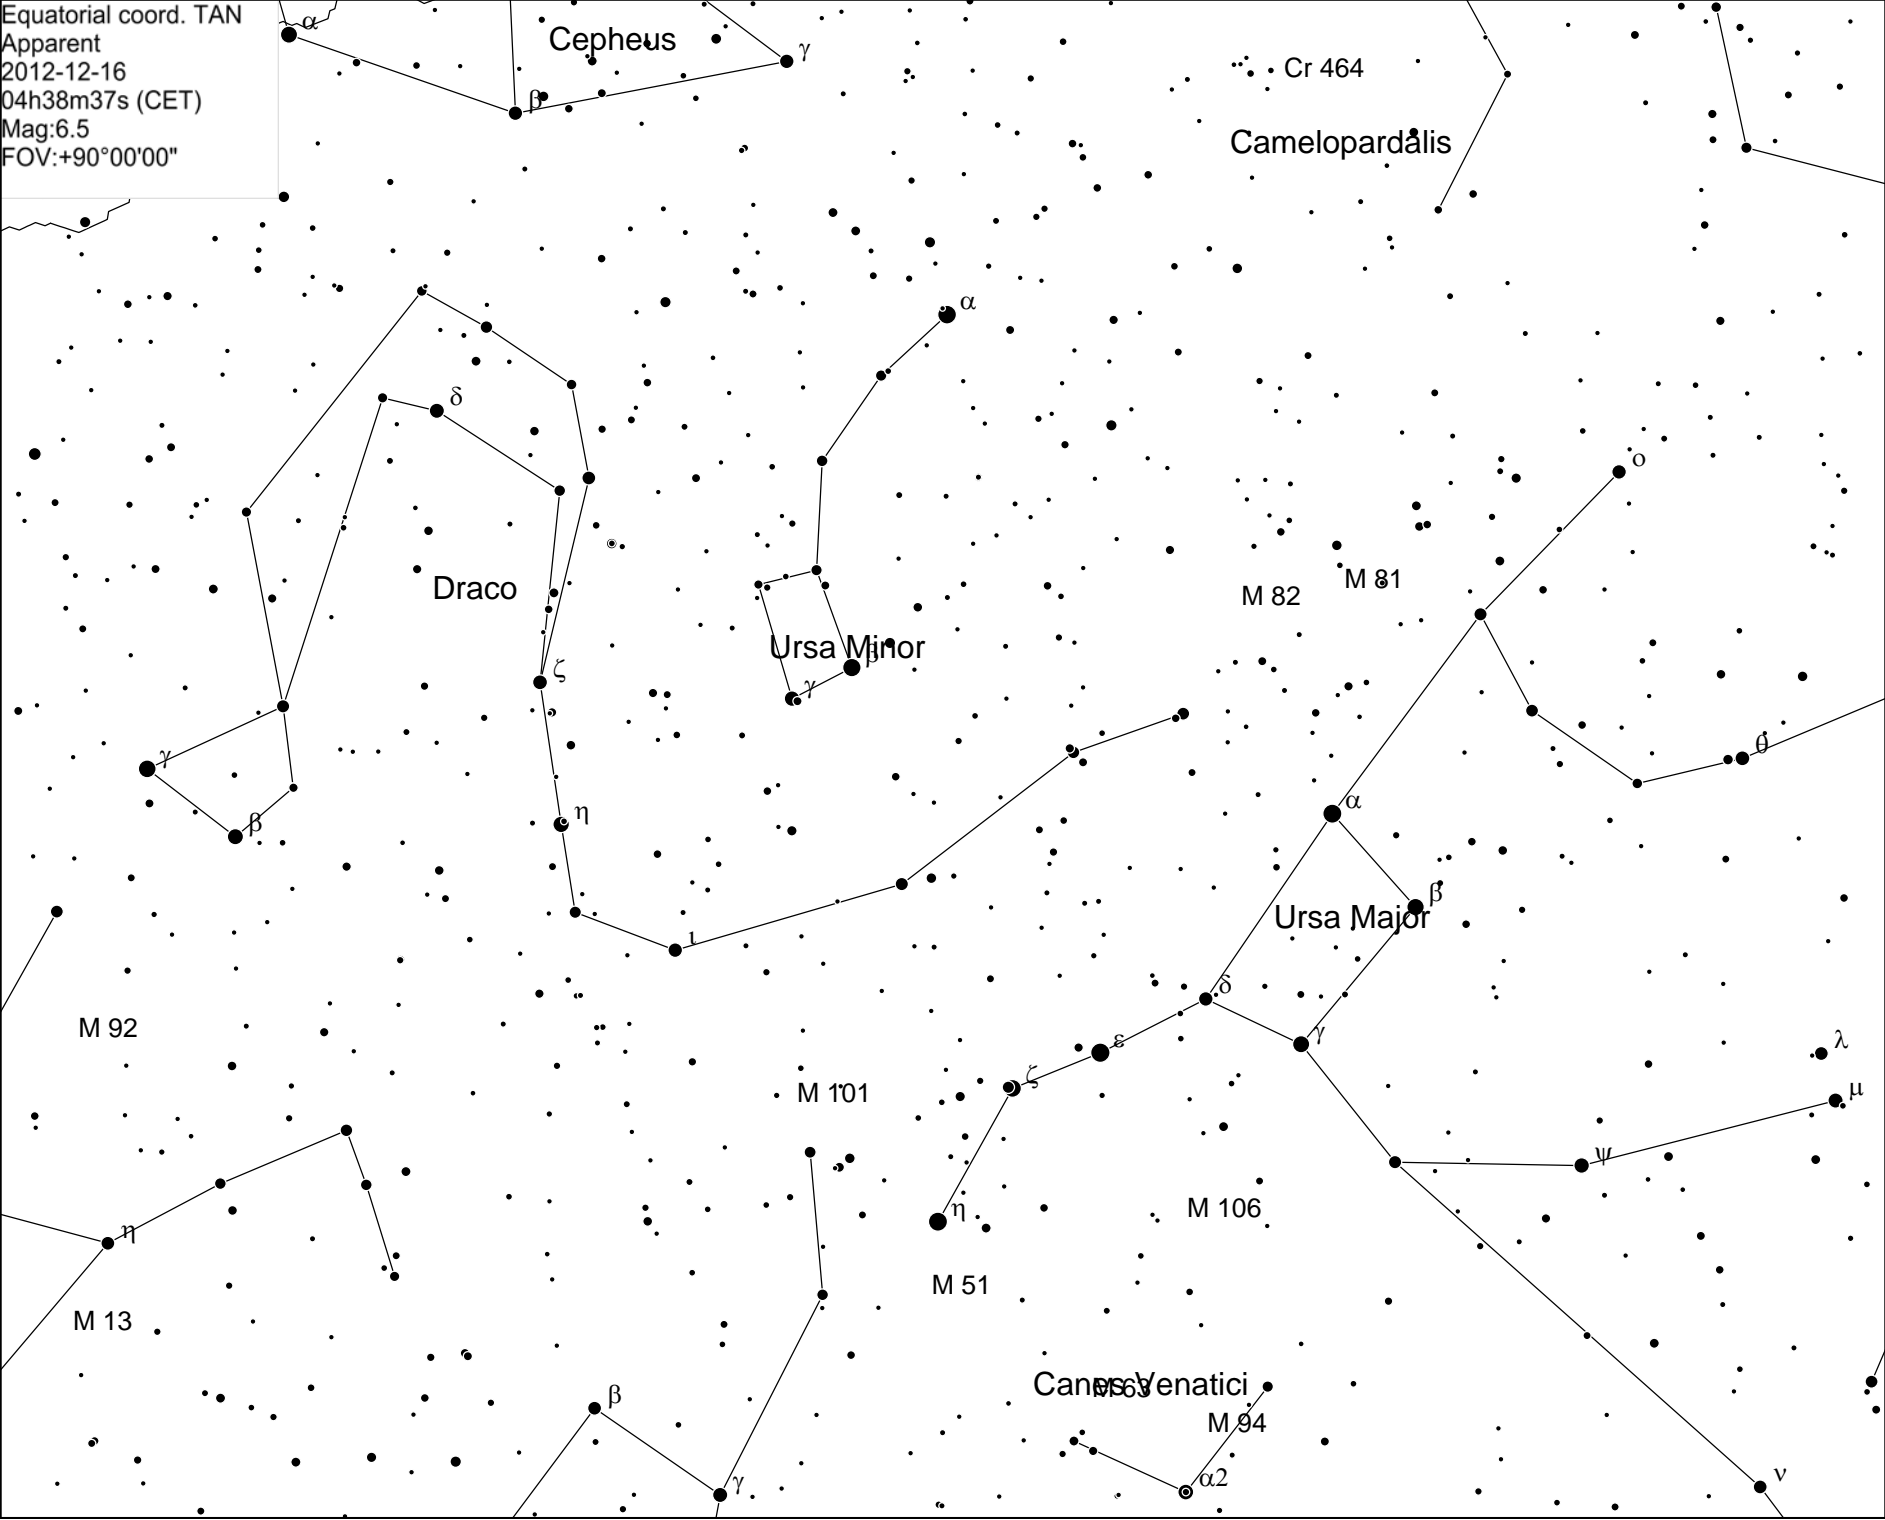 Equatorial coord. TAN
Apparent
2012-12-16
04h38m37s (CET)
Mag:6.5
FOV:+90°00'00"
α
Cepheus
γ
β
Cr 464
Camelopardalis
α
δ
ο
Draco
M 82
M 81
Ursa Minor
β
ζ
γ
γ
θ
α
β
η
β
Ursa Major
ι
δ
M 92
γ
ε
λ
ζ
M 101
μ
ψ
η
M 106
η
M 51
M 13
Canes Venatici
M 63
β
M 94
α2
γ
ν